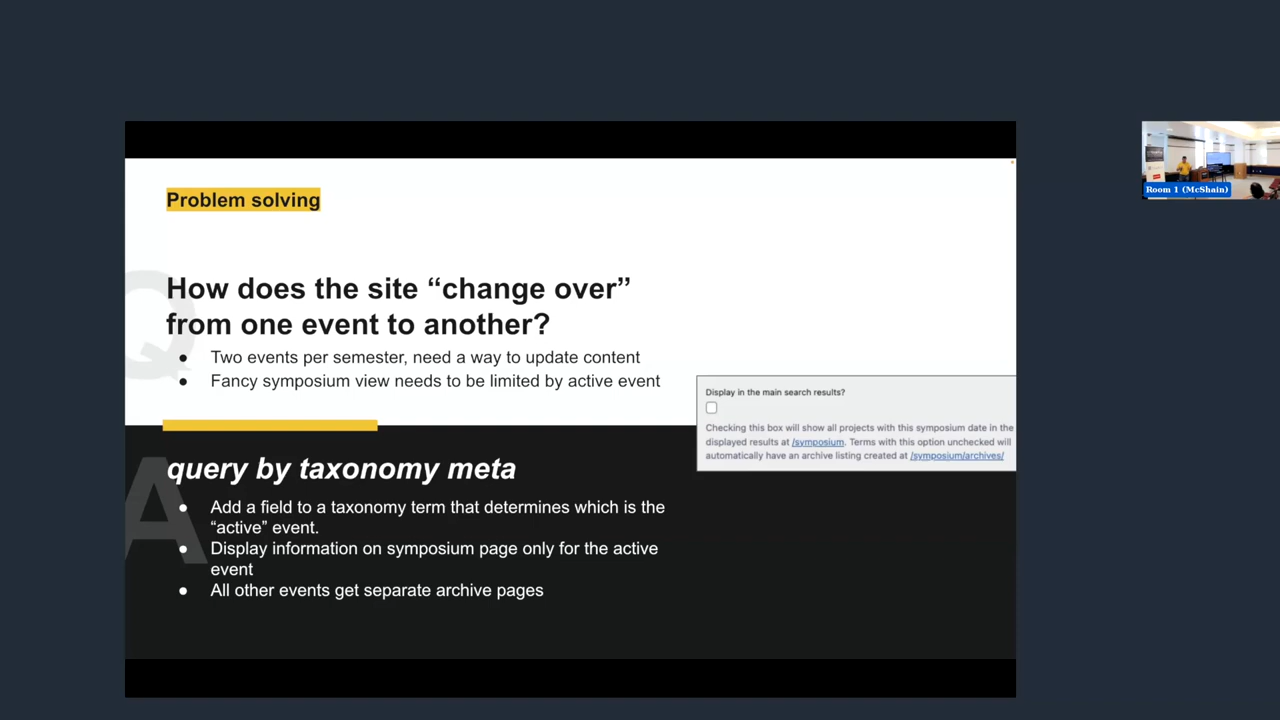 Problem solving
Q
How does the site “change over”
from one event to another?
● Two events per semester, need a way to update content
● Fancy symposium view needs to be limited by active event
Display in the main search results?
Checking this box will show all projects with this symposium date in the
displayed results at /symposium. Terms with this option unchecked will
automatically have an archive listing created at /symposium/archives/
A
query by taxonomy meta
● Add a field to a taxonomy term that determines which is the
“active” event.
● Display information on symposium page only for the active
event
● All other events get separate archive pages
Room 1 (McShain)